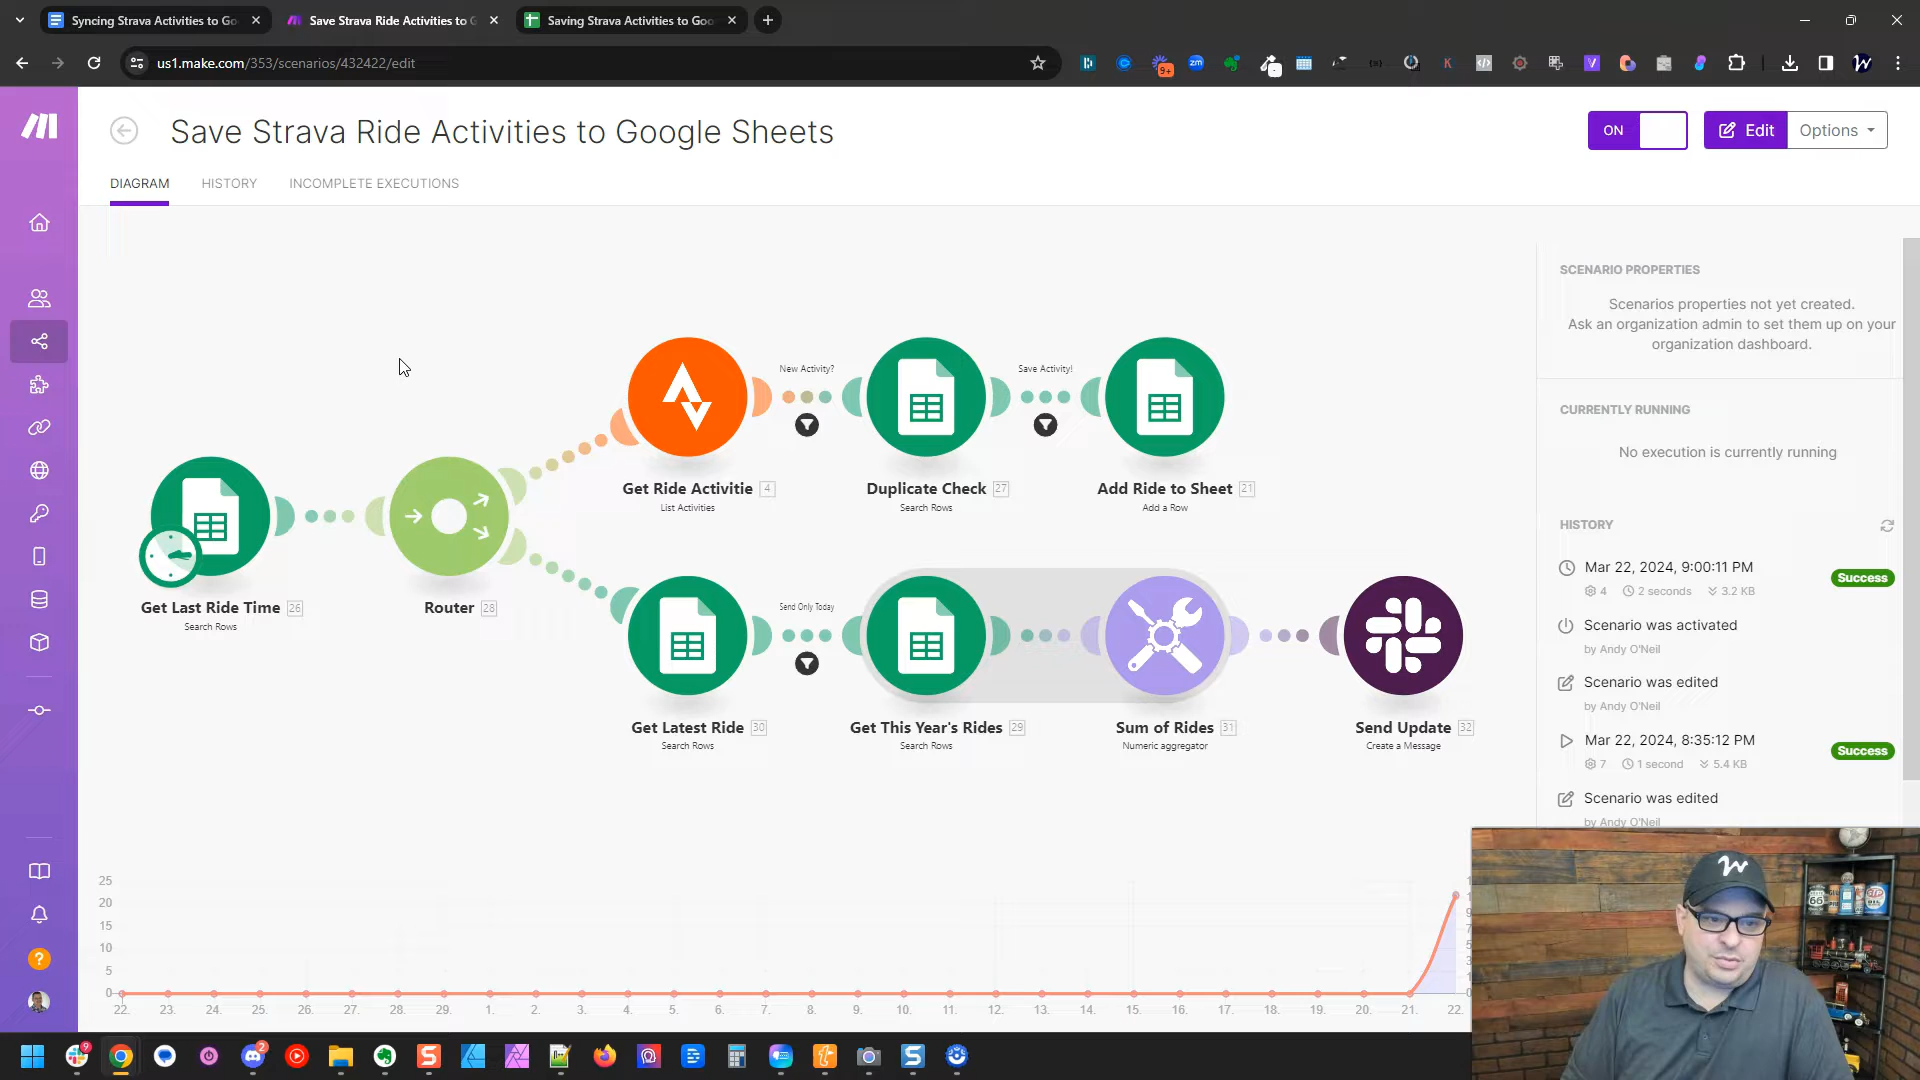 Syncing Strava Activities to Go
Save Strava Ride Activities to G
Saving Strava Activities to Goo
us1.make.com/353/scenarios/432422/edit
9+
zm
Save Strava Ride Activities to Google Sheets
ON
Edit
Options
DIAGRAM
HISTORY
INCOMPLETE EXECUTIONS
SCENARIO PROPERTIES
Scenarios properties not yet created.
Ask an organization admin to set them up on your
organization dashboard.
CURRENTLY RUNNING
No execution is currently running
HISTORY
Mar 22, 2024, 9:00:11 PM
Success
4
2 seconds
3.2 KB
Scenario was activated
by Andy O'Neil
Scenario was edited
by Andy O'Neil
Mar 22, 2024, 8:35:12 PM
Success
7
1 second
5.4 KB
Scenario was edited
by Andy O'Neil
New Activity?
Save Activity!
Get Ride Activitie 4
List Activities
Duplicate Check 27
Search Rows
Add Ride to Sheet 21
Add a Row
Get Last Ride Time 26
Search Rows
Router 28
Send Only Today
Get Latest Ride 30
Search Rows
Get This Year's Rides 29
Search Rows
Sum of Rides 31
Numeric aggregator
Send Update 32
Create a Message
25
20
15
10
5
0
22. 23. 24. 25. 26. 27. 28. 29. 1. 2. 3. 4. 5. 6. 7. 8. 9. 10. 11. 12. 13. 14. 15. 16. 17. 18. 19. 20. 21. 22.
9
2